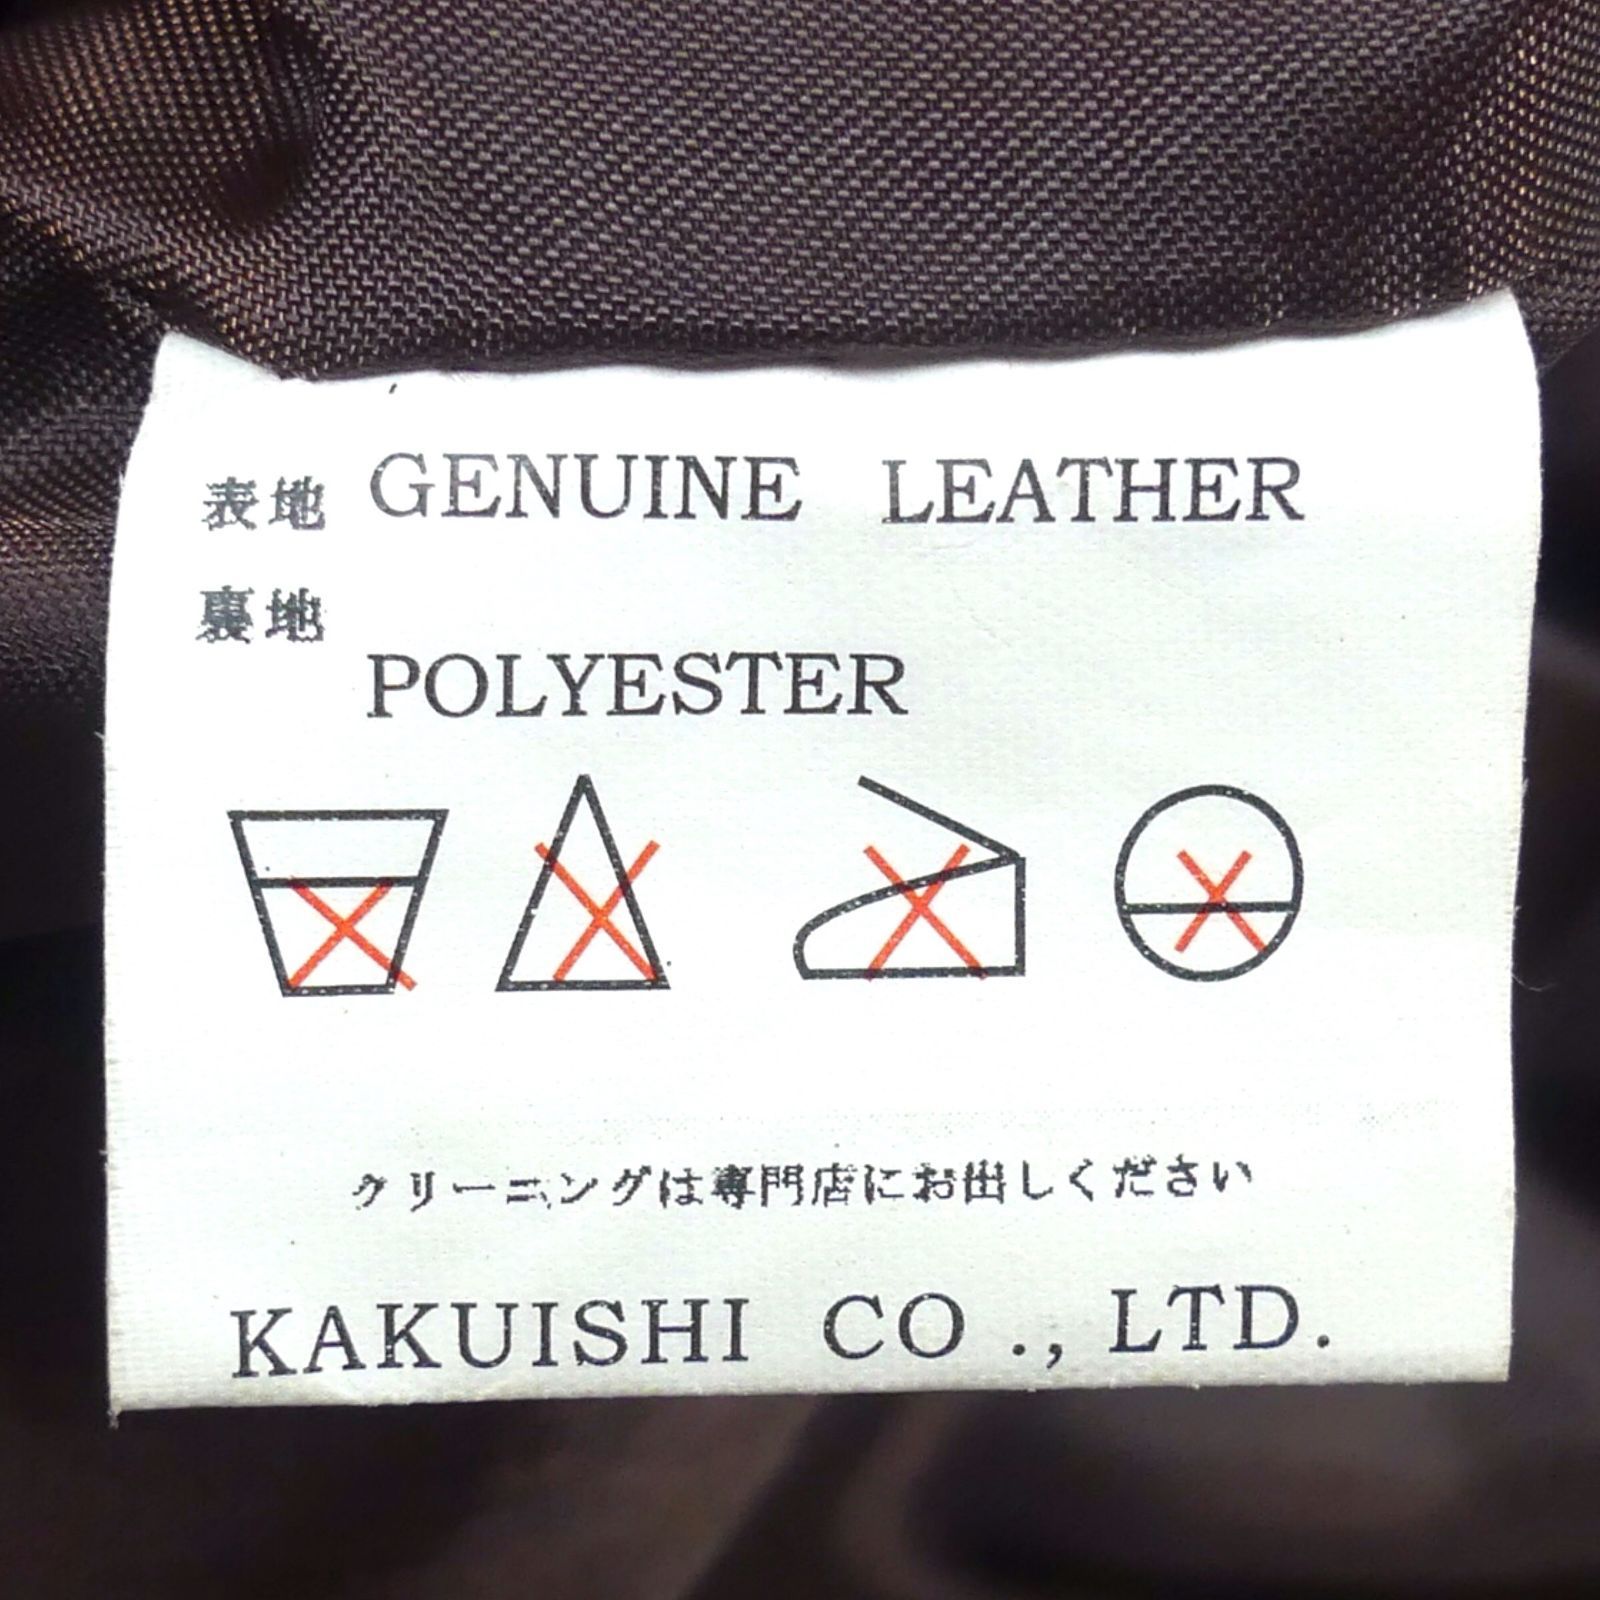 表地 GENUINE LEATHER
裏地
POLYESTER
クリーニングは専門店にお出しください
KAKUISHI CO., LTD.